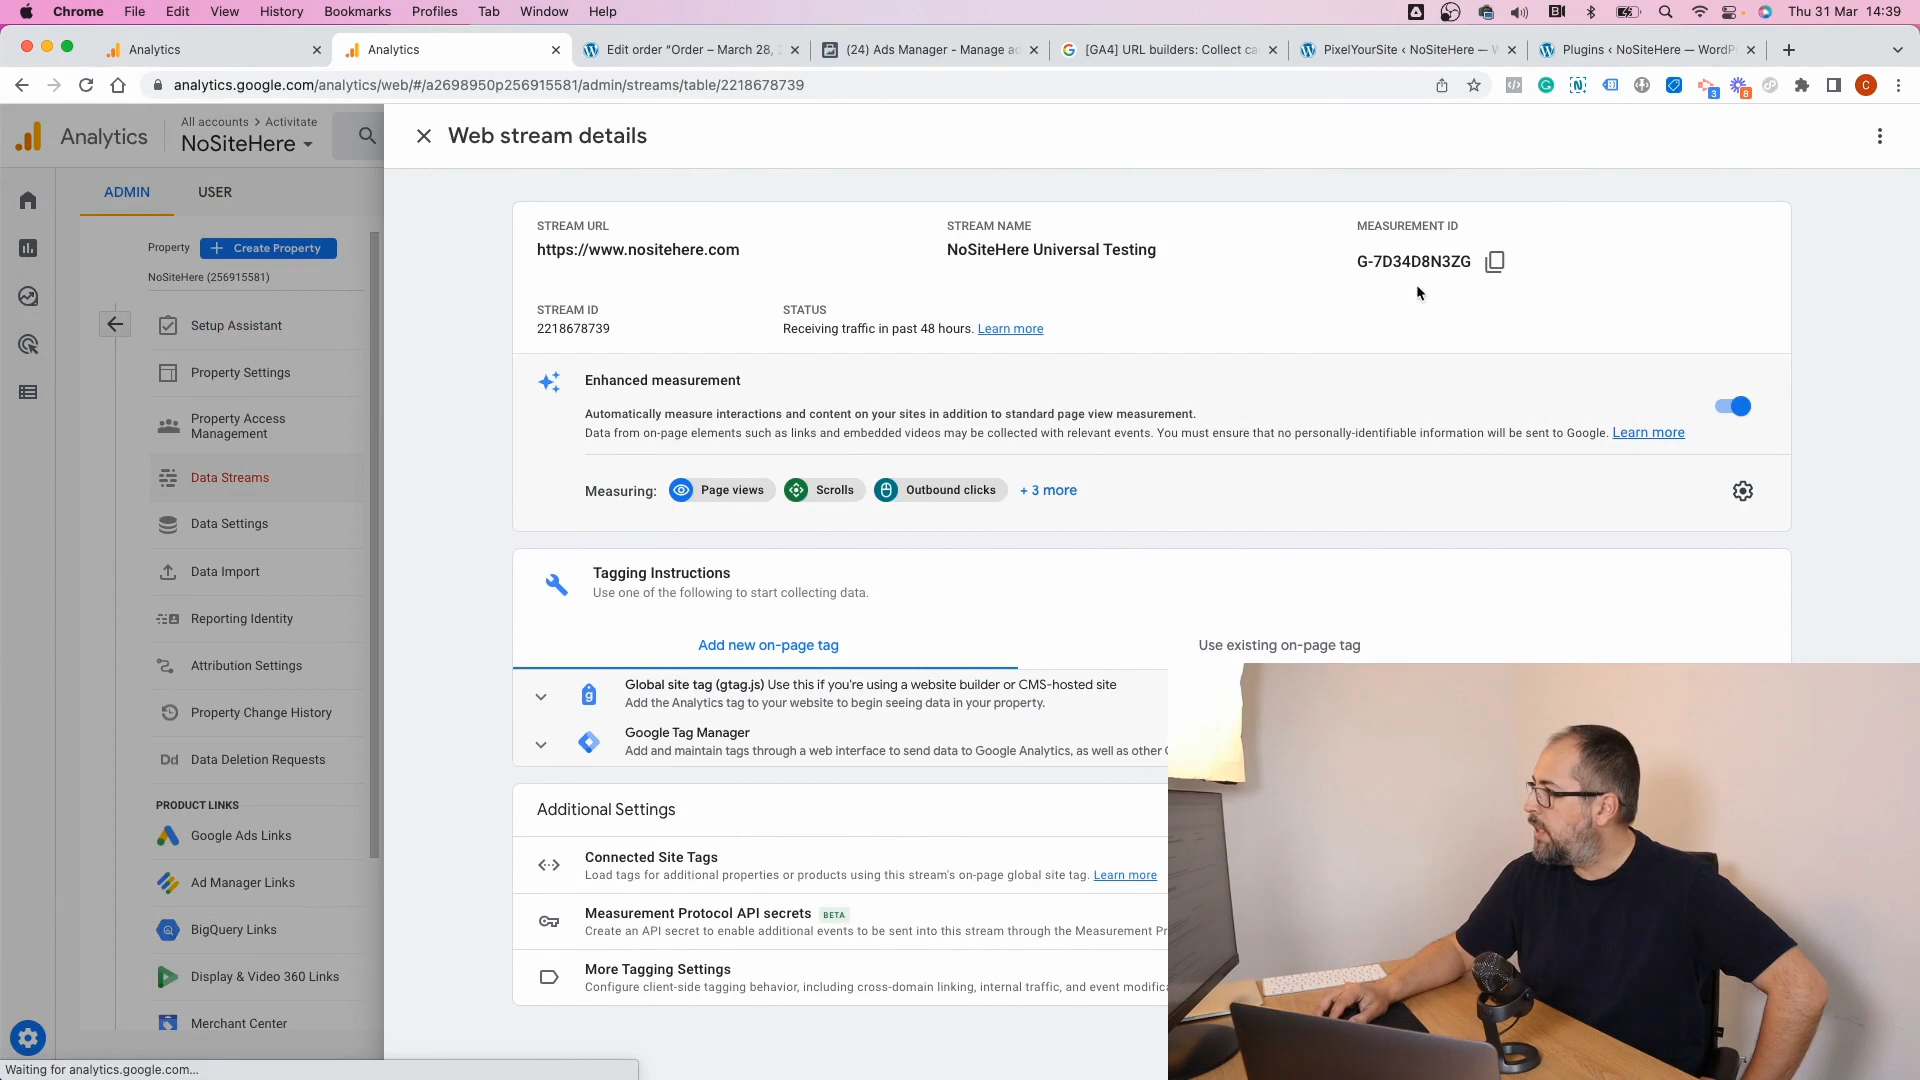 Chrome File Edit View History Bookmarks Profiles Tab Window Help
Thu 31 Mar 14:39
Analytics
Analytics
Edit order “Order – March 28, 2
(24) Ads Manager - Manage ad
[GA4] URL builders: Collect ca
PixelYourSite ‹ NoSiteHere — W
Plugins ‹ NoSiteHere — WordP
analytics.google.com/analytics/web/#/a2698950p256915581/admin/streams/table/2218678739
3
8
C
Analytics
All accounts > Activitate
NoSiteHere
Web stream details
ADMIN
USER
Property
Create Property
NoSiteHere (256915581)
Setup Assistant
Property Settings
Property Access
Management
Data Streams
Data Settings
Data Import
Reporting Identity
Attribution Settings
Property Change History
Dd Data Deletion Requests
PRODUCT LINKS
Google Ads Links
Ad Manager Links
BigQuery Links
Display & Video 360 Links
Merchant Center
STREAM URL
https://www.nositehere.com
STREAM NAME
NoSiteHere Universal Testing
MEASUREMENT ID
G-7D34D8N3ZG
STREAM ID
2218678739
STATUS
Receiving traffic in past 48 hours. Learn more
Enhanced measurement
Automatically measure interactions and content on your sites in addition to standard page view measurement.
Data from on-page elements such as links and embedded videos may be collected with relevant events. You must ensure that no personally-identifiable information will be sent to Google. Learn more
Measuring:
Page views
Scrolls
Outbound clicks
+ 3 more
Tagging Instructions
Use one of the following to start collecting data.
Add new on-page tag
Use existing on-page tag
Global site tag (gtag.js) Use this if you're using a website builder or CMS-hosted site
Add the Analytics tag to your website to begin seeing data in your property.
Google Tag Manager
Add and maintain tags through a web interface to send data to Google Analytics, as well as other
Additional Settings
Connected Site Tags
Load tags for additional properties or products using this stream's on-page global site tag. Learn more
Measurement Protocol API secrets BETA
Create an API secret to enable additional events to be sent into this stream through the Measurement Pr
More Tagging Settings
Configure client-side tagging behavior, including cross-domain linking, internal traffic, and event modific
Waiting for analytics.google.com...